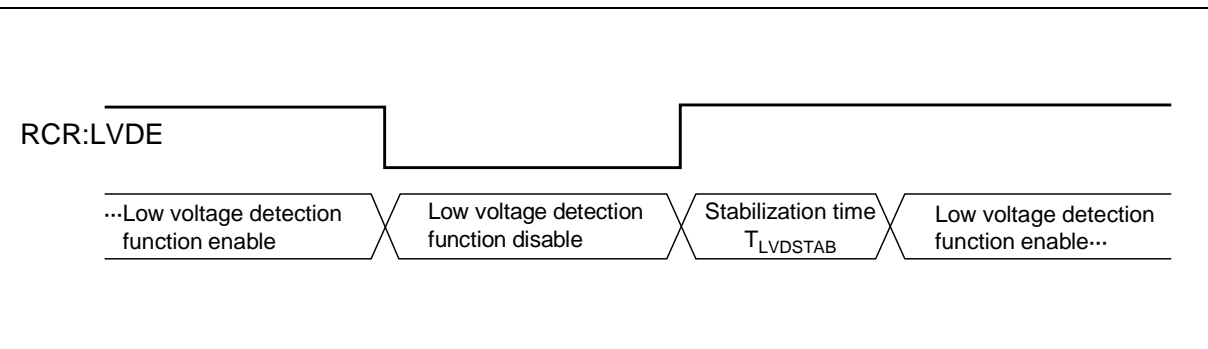 RCR:LVDE
···Low voltage detection
function enable
Low voltage detection
function disable
Stabilization time
TLVDSTAB
Low voltage detection
function enable···